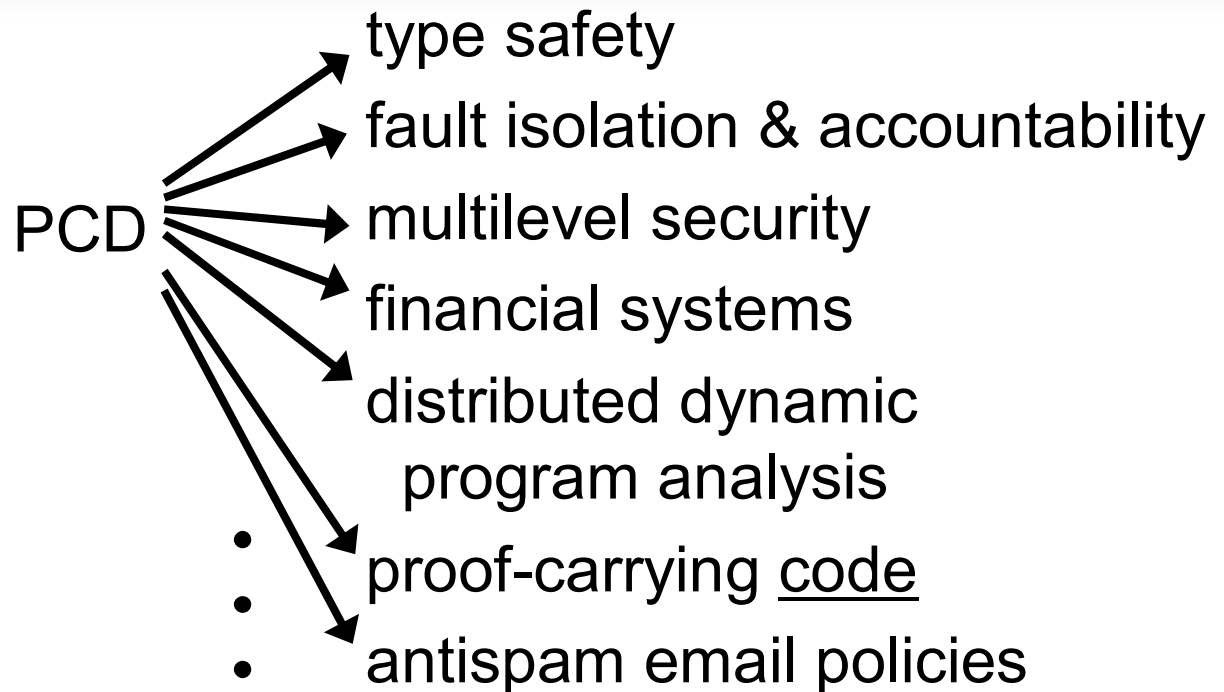 type safety
fault isolation & accountability
PCD
multilevel security
financial systems
distributed dynamic
program analysis
proof-carrying code
antispam email policies